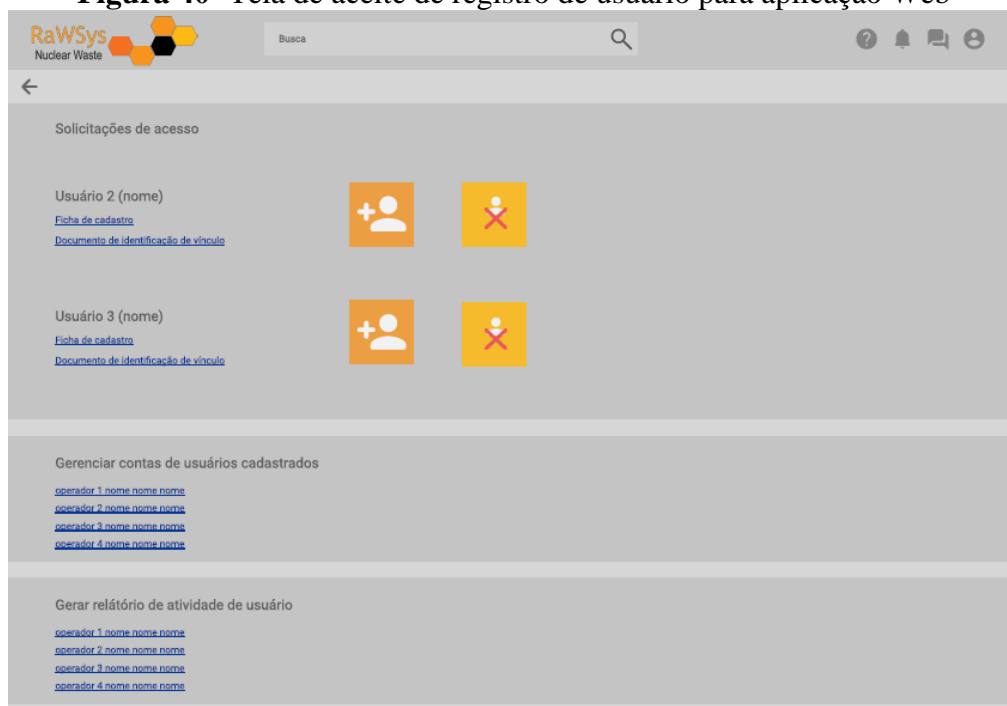 Figura 40- Tela de aceite de registro de usuário para aplicação Web
RaWSys
Nuclear Waste
Busca
Solicitações de acesso
Usuário 2 (nome)
Ficha de cadastro
Documento de identificação de vínculo
Usuário 3 (nome)
Ficha de cadastro
Documento de identificação de vínculo
Gerenciar contas de usuários cadastrados
operador 1 nome nome nome
operador 2 nome nome nome
operador 3 nome nome nome
operador 4 nome nome nome
Gerar relátório de atividade de usuário
operador 1 nome nome nome
operador 2 nome nome nome
operador 3 nome nome nome
operador 4 nome nome nome